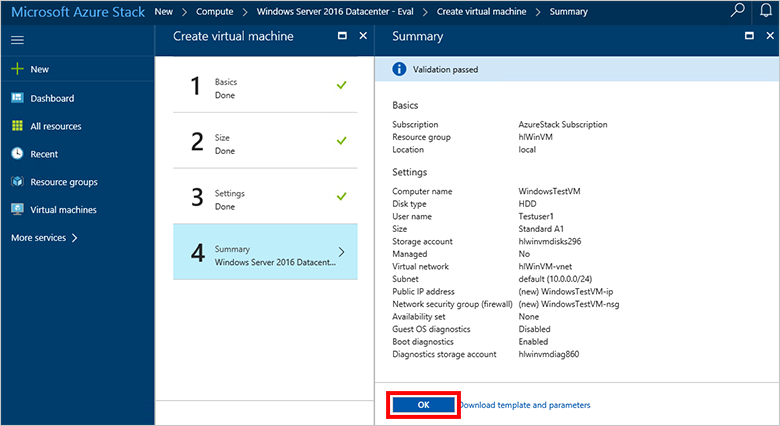 Microsoft Azure Stack New > Compute > Windows Server 2016 Datacenter - Eval > Create virtual machine > Summary
New
Dashboard
All resources
Recent
Resource groups
Virtual machines
More services >
Create virtual machine
1 Basics
Done
2 Size
Done
3 Settings
Done
4 Summary
Windows Server 2016 Datacent...
Summary
Validation passed
Basics
Subscription AzureStack Subscription
Resource group hlWinVM
Location local
Settings
Computer name WindowsTestVM
Disk type HDD
User name Testuser1
Size Standard A1
Storage account hlwinvmdisks296
Managed No
Virtual network hlWinVM-vnet
Subnet default (10.0.0.0/24)
Public IP address (new) WindowsTestVM-ip
Network security group (firewall) (new) WindowsTestVM-nsg
Availability set None
Guest OS diagnostics Disabled
Boot diagnostics Enabled
Diagnostics storage account hlwinvmdiag860
OK Download template and parameters